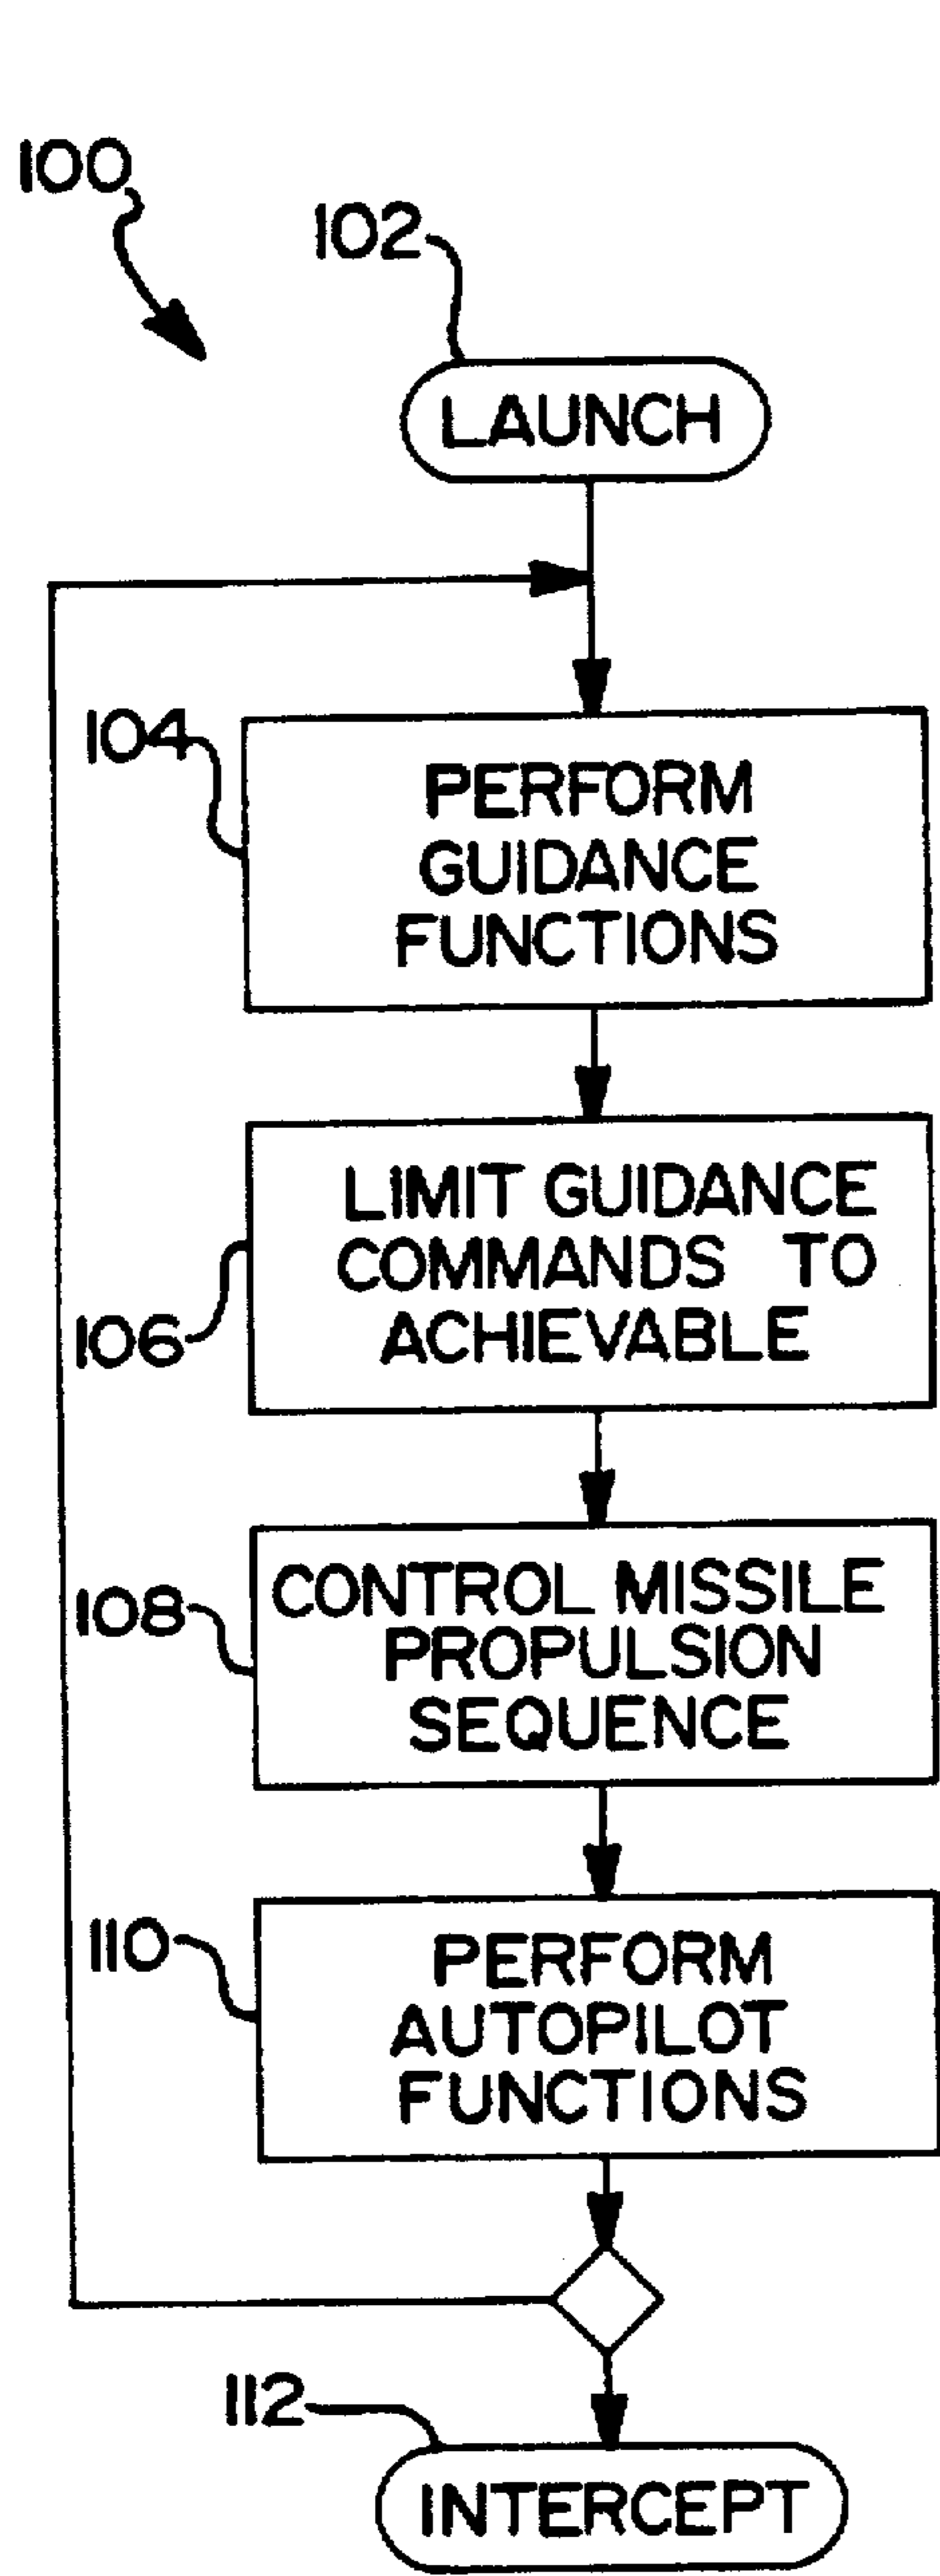 100
102
LAUNCH
104
PERFORM
GUIDANCE
FUNCTIONS
LIMIT GUIDANCE
COMMANDS TO
ACHIEVABLE
106
CONTROL MISSILE
PROPULSION
SEQUENCE
108
110
PERFORM
AUTOPILOT
FUNCTIONS
112
INTERCEPT